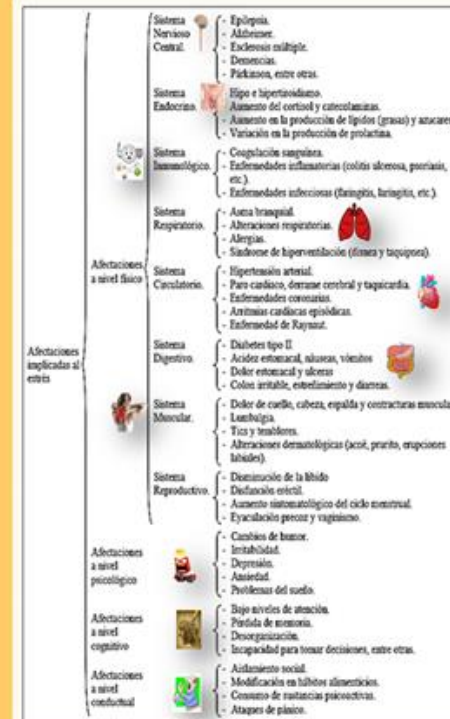 Sistema
Nervioso
Central.
- Epilepsia.
- Alzheimer.
- Esclerosis múltiple.
- Demencias.
- Párkinson, entre otras.
Sistema
Endocrino.
- Hipo e hipertiroidismo.
- Aumento del cortisol y catecolaminas.
- Aumento en la producción de lípidos (grasas) y azucares
- Variación en la producción de prolactina.
Sistema
Inmunológico.
- Coagulación sanguínea.
- Enfermedades inflamatorias (colitis ulcerosa, psoriasis,
etc.).
- Enfermedades infecciosas (faringitis, laringitis, etc.).
Sistema
Respiratorio.
- Asma branquial.
- Alteraciones respiratorias.
- Alergias.
- Síndrome de hiperventilación (disnea y taquipnea).
Afectaciones
a nivel físico
Sistema
Circulatorio.
- Hipertensión arterial.
- Paro cardiaco, derrame cerebral y taquicardia.
- Enfermedades coronarias.
- Arritmias cardiacas episódicas.
- Enfermedad de Raynaut.
Afectaciones
implicadas al
estrés
Sistema
Digestivo.
- Diabetes tipo II
- Acidez estomacal, náuseas, vómitos
- Dolor estomacal y ulceras
- Colon irritable, estreñimiento y diarreas.
Sistema
Muscular.
- Dolor de cuello, cabeza, espalda y contracturas muscula
- Lumbalgia.
- Tics y temblores.
- Alteraciones dermatológicas (acné, prurito, erupciones
labiales).
Sistema
Reproductivo.
- Disminución de la libido
- Disfunción eréctil.
- Aumento sintomatológico del ciclo menstrual.
- Eyaculación precoz y vaginismo.
Afectaciones
a nivel
psicológico
- Cambios de humor.
- Irritabilidad.
- Depresión.
- Ansiedad.
- Problemas del sueño.
Afectaciones
a nivel
cognitivo
- Bajo niveles de atención.
- Pérdida de memoria.
- Desorganización.
- Incapacidad para tomar decisiones, entre otras.
Afectaciones
a nivel
conductual
- Aislamiento social.
- Modificación en hábitos alimenticios.
- Consumo de sustancias psicoactivas.
- Ataques de pánico.